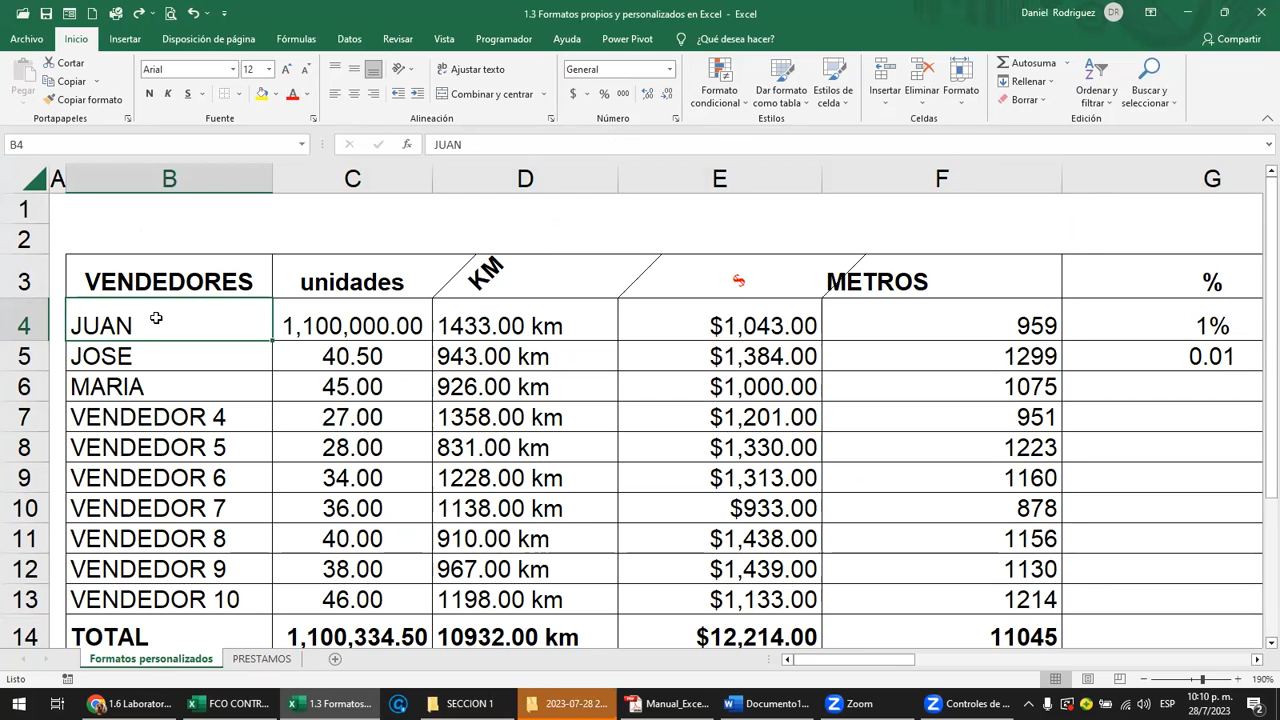 1.3 Formatos propios y personalizados en Excel - Excel
Daniel Rodriguez DR
Archivo Inicio Insertar Disposición de página Fórmulas Datos Revisar Vista Programador Ayuda Power Pivot ¿Qué desea hacer? Compartir
Pegar
Cortar
Copiar
Copiar formato
Portapapeles
Arial 12
N K S
Fuente
Ajustar texto
Combinar y centrar
Alineación
General
$ % 000
Número
Formato condicional
Dar formato como tabla
Estilos de celda
Estilos
Insertar Eliminar Formato
Celdas
Autosuma
Rellenar
Borrar
Ordenar y filtrar
Buscar y seleccionar
Edición
B4 fx JUAN
A B C D E F G
1
2
3 VENDEDORES unidades KM $ METROS %
4 JUAN 1,100,000.00 1433.00 km $1,043.00 959 1%
5 JOSE 40.50 943.00 km $1,384.00 1299 0.01
6 MARIA 45.00 926.00 km $1,000.00 1075
7 VENDEDOR 4 27.00 1358.00 km $1,201.00 951
8 VENDEDOR 5 28.00 831.00 km $1,330.00 1223
9 VENDEDOR 6 34.00 1228.00 km $1,313.00 1160
10 VENDEDOR 7 36.00 1138.00 km $933.00 878
11 VENDEDOR 8 40.00 910.00 km $1,438.00 1156
12 VENDEDOR 9 38.00 967.00 km $1,439.00 1130
13 VENDEDOR 10 46.00 1198.00 km $1,133.00 1214
14 TOTAL 1,100,334.50 10932.00 km $12,214.00 11045
Formatos personalizados PRESTAMOS
Listo 190%
1.6 Laborator... FCO CONTR... 1.3 Formatos... SECCION 1 2023-07-28 2... Manual_Exce... Documento1... Zoom Controles de ... ESP 10:10 p. m.
28/7/2023